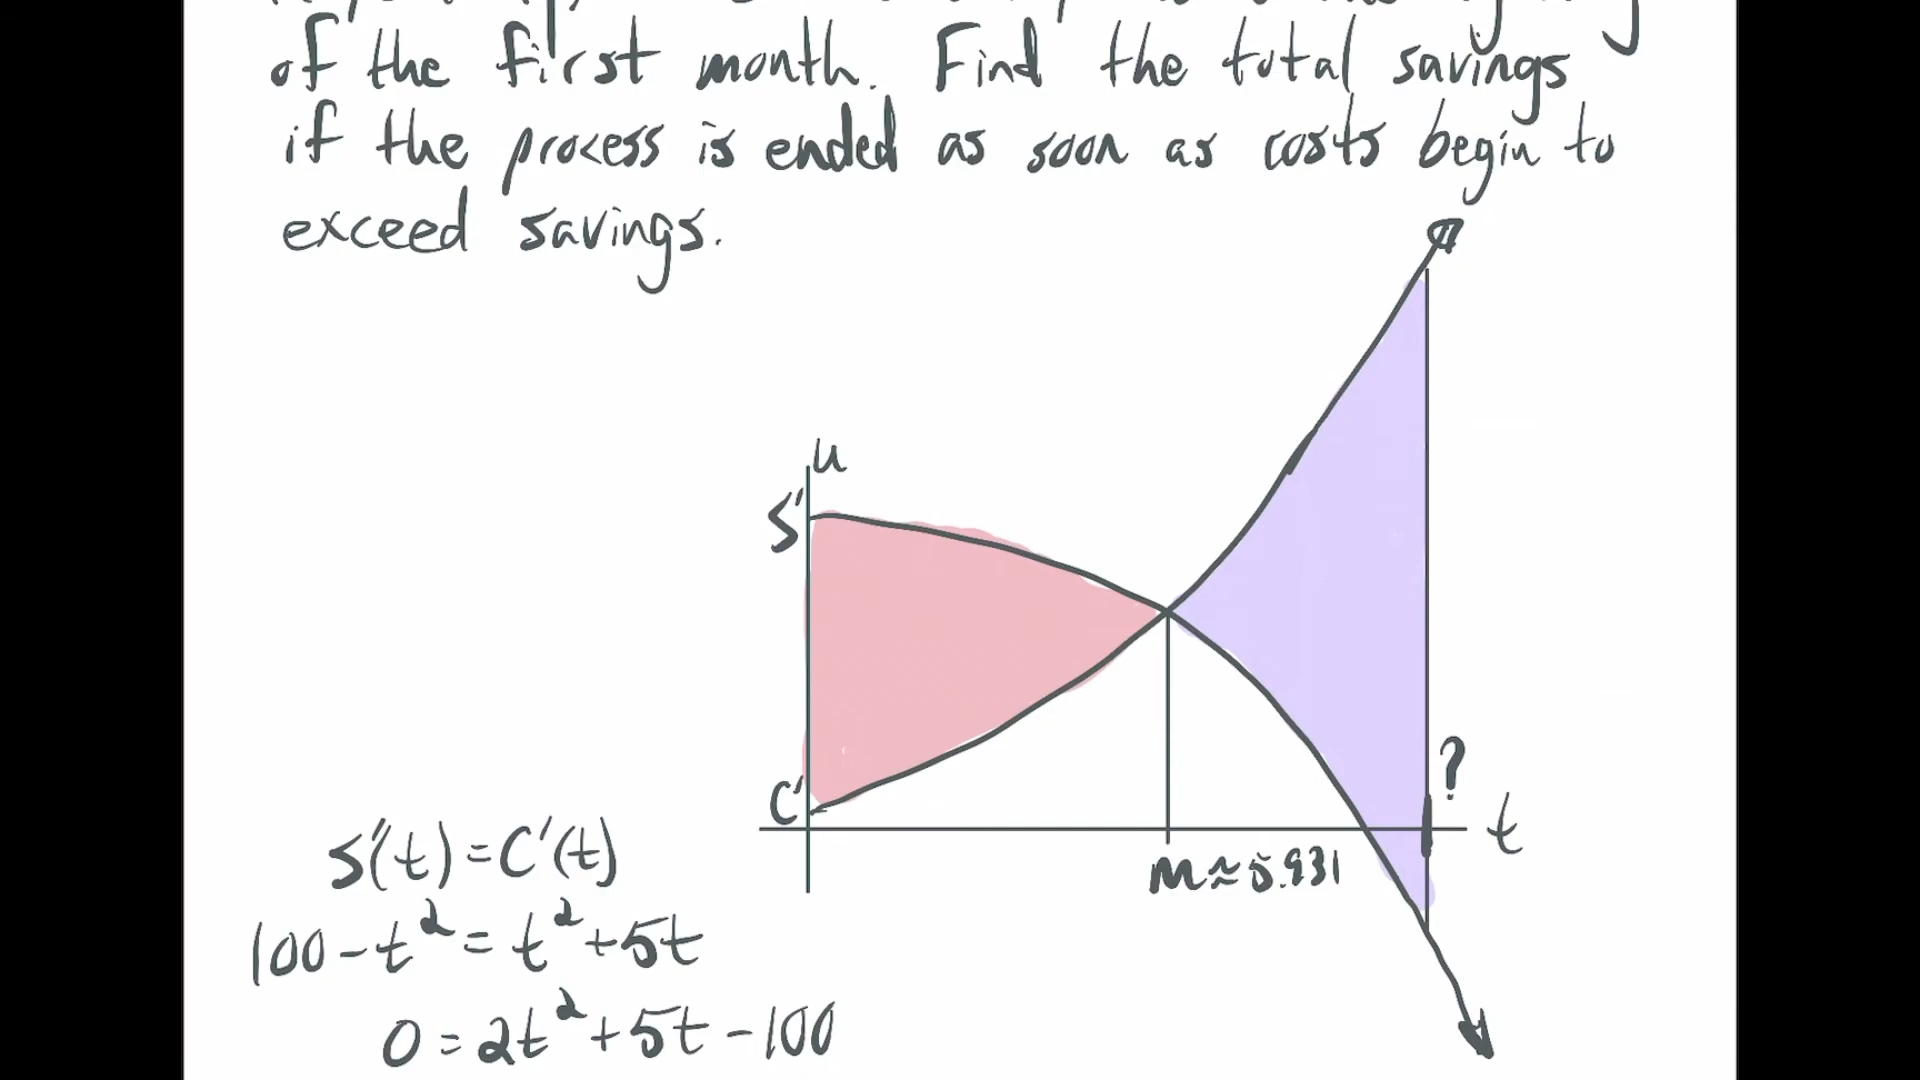 of the first month. Find the total savings
if the process is ended as soon as costs begin to
exceed savings.
u
S'
C'
?
t
m≈5.931
S'(t)=C'(t)
100-t²=t²+5t
0=2t²+5t-100